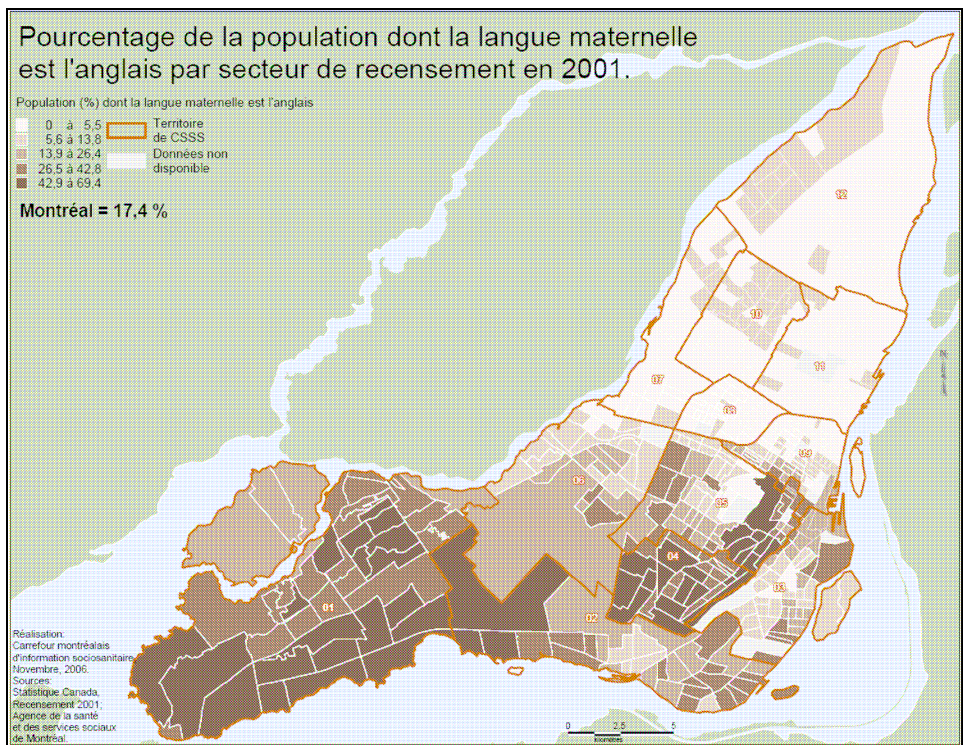 Pourcentage de la population dont la langue maternelle
est l'anglais par secteur de recensement en 2001.
Population (%) dont la langue maternelle est l'anglais
0 à 5,5
5,6 à 13,8
13,9 à 26,4
26,5 à 42,8
42,9 à 69,4
Territoire
de CSSS
Données non
disponible
Montréal = 17,4 %
12
10
11
07
08
09
06
05
04
03
01
02
Réalisation:
Carrefour montréalais
d'information sociosanitaire
Novembre, 2006.
Sources:
Statistique Canada,
Recensement 2001;
Agence de la santé
et des services sociaux
de Montréal.
0 2.5 5
kilomètres